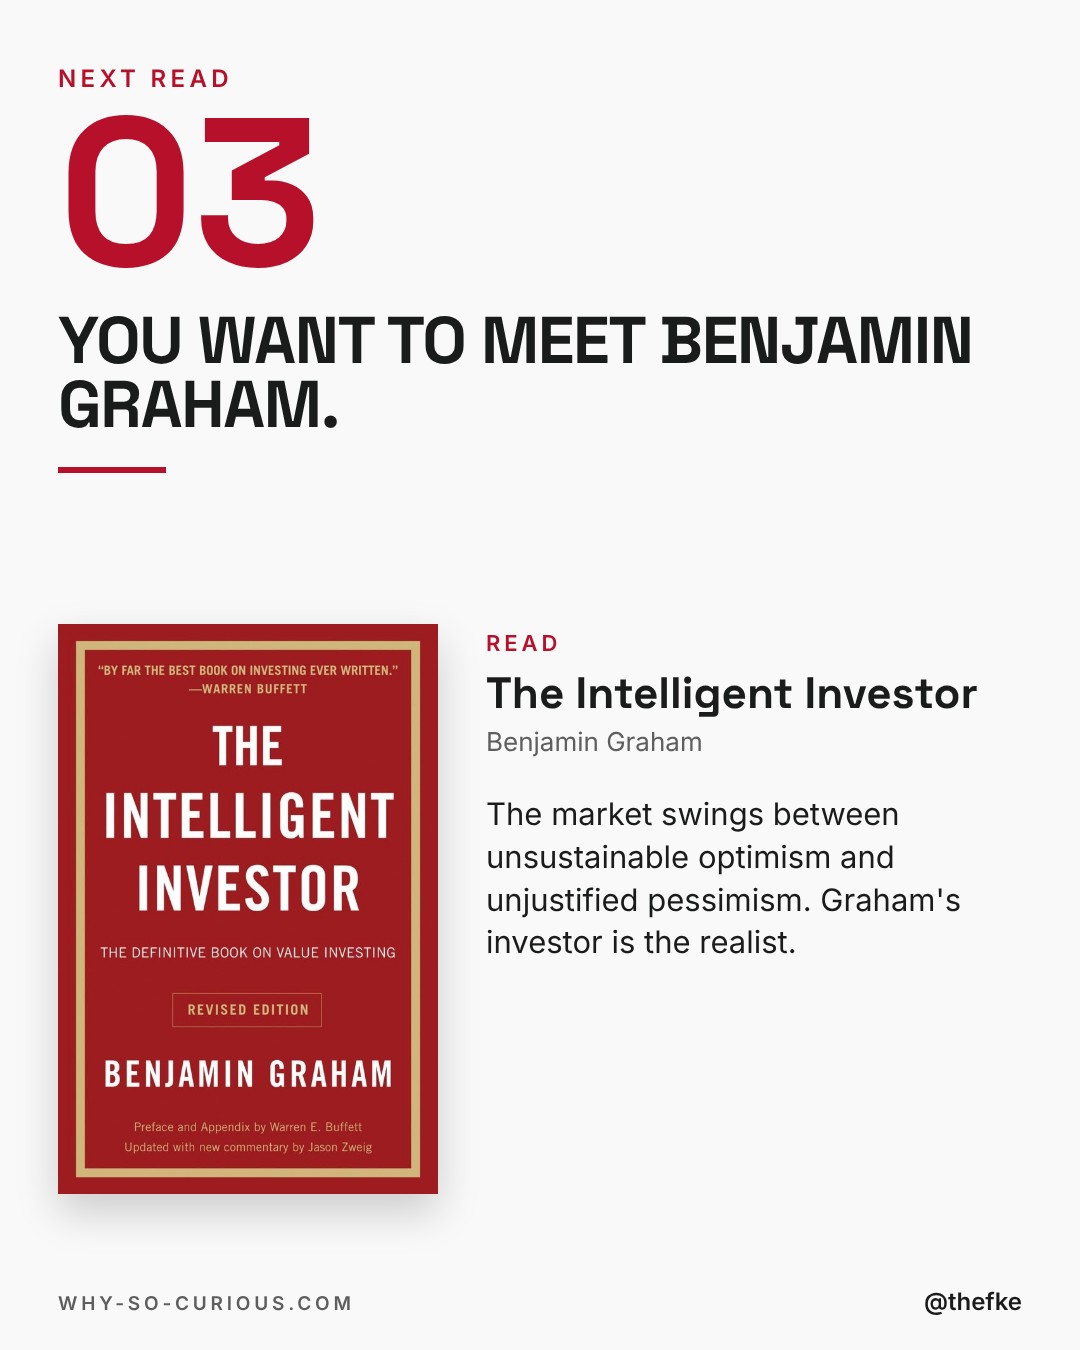 NEXT READ
03
YOU WANT TO MEET BENJAMIN
GRAHAM.
“BY FAR THE BEST BOOK ON INVESTING EVER WRITTEN.”
—WARREN BUFFETT
THE
INTELLIGENT
INVESTOR
THE DEFINITIVE BOOK ON VALUE INVESTING
REVISED EDITION
BENJAMIN GRAHAM
Preface and Appendix by Warren E. Buffett
Updated with new commentary by Jason Zweig
READ
The Intelligent Investor
Benjamin Graham
The market swings between
unsustainable optimism and
unjustified pessimism. Graham's
investor is the realist.
WHY-SO-CURIOUS.COM
@thefke